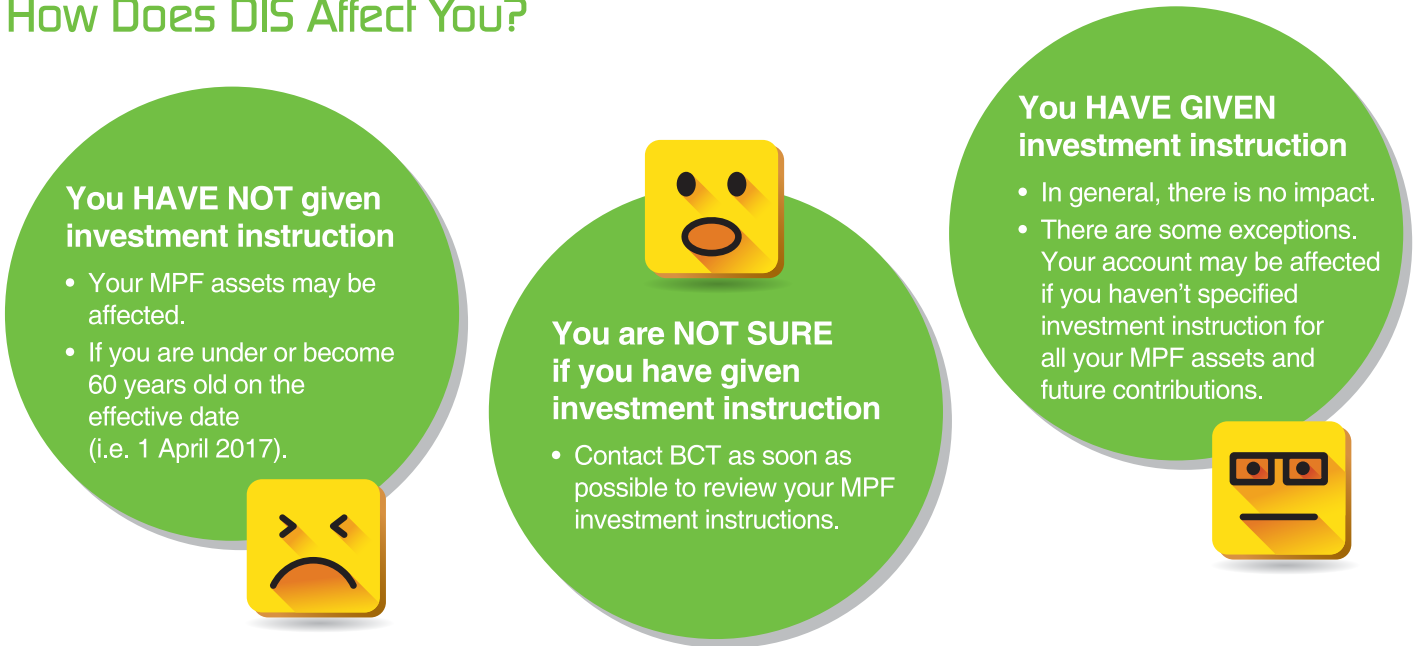 How Does DIS Affect You?
You HAVE NOT given
investment instruction
• Your MPF assets may be
affected.
• If you are under or become
60 years old on the
effective date
(i.e. 1 April 2017).
You are NOT SURE
if you have given
investment instruction
• Contact BCT as soon as
possible to review your MPF
investment instructions.
You HAVE GIVEN
investment instruction
• In general, there is no impact.
• There are some exceptions.
Your account may be affected
if you haven’t specified
investment instruction for
all your MPF assets and
future contributions.